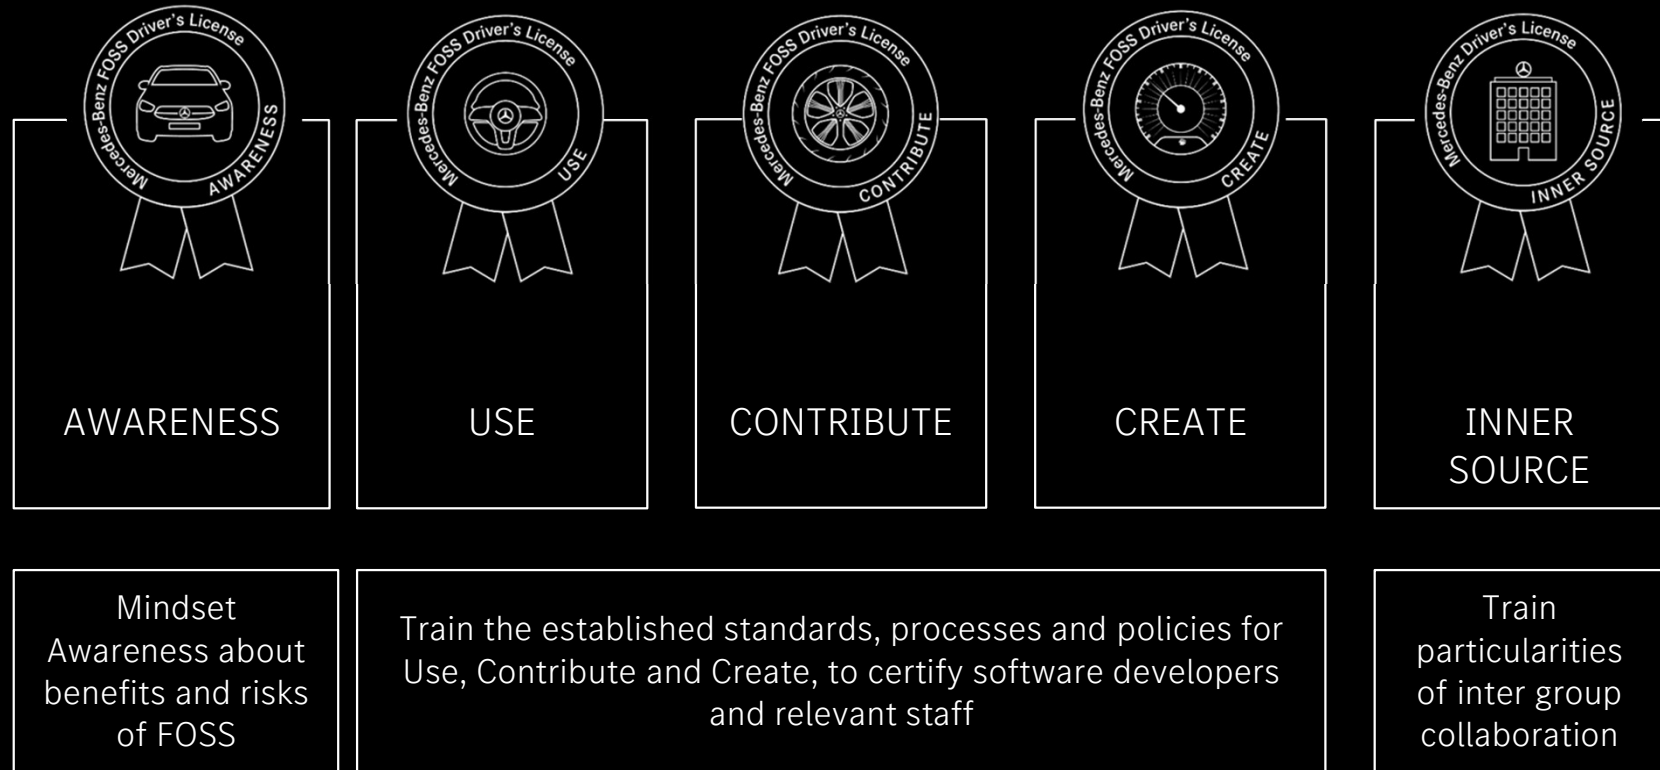 Mercedes-Benz FOSS Driver's License
AWARENESS
Mercedes-Benz FOSS Driver's License
USE
Mercedes-Benz FOSS Driver's License
CONTRIBUTE
Mercedes-Benz FOSS Driver's License
CREATE
Mercedes-Benz Driver's License
INNER SOURCE
AWARENESS
USE
CONTRIBUTE
CREATE
INNER
SOURCE
Mindset
Awareness about
benefits and risks
of FOSS
Train the established standards, processes and policies for
Use, Contribute and Create, to certify software developers
and relevant staff
Train
particularities
of inter group
collaboration